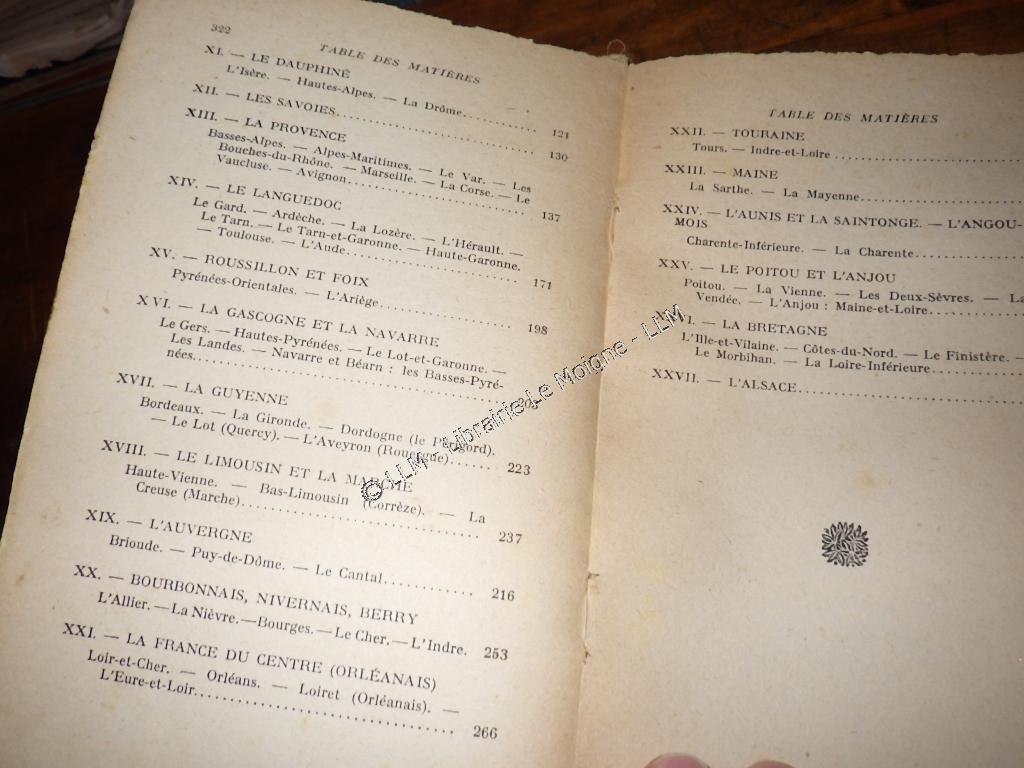 322
TABLE DES MATIÈRES
XI. — LE DAUPHINÉ
L'Isère. — Hautes-Alpes. — La Drôme............... 121
XII. — LES SAVOIES............................... 130
XIII. — LA PROVENCE
Basses-Alpes. — Alpes-Maritimes. — Le Var. — Les
Bouches-du-Rhône. — Marseille. — La Corse. — Le
Vaucluse. — Avignon............................... 137
XIV. — LE LANGUEDOC
Le Gard. — Ardèche. — La Lozère. — L'Hérault. —
Le Tarn. — Le Tarn-et-Garonne. — Haute-Garonne.
— Toulouse. — L'Aude............................... 171
XV. — ROUSSILLON ET FOIX
Pyrénées-Orientales. — L'Ariège............... 198
XVI. — LA GASCOGNE ET LA NAVARRE
Le Gers. — Hautes-Pyrénées. — Le Lot-et-Garonne. —
Les Landes. — Navarre et Béarn : les Basses-Pyré-
nées...............................
XVII. — LA GUYENNE
Bordeaux. — La Gironde. — Dordogne (le Périgord).
— Le Lot (Quercy). — L'Aveyron (Rouergue)...... 223
XVIII. — LE LIMOUSIN ET LA MARCHE
Haute-Vienne. — Bas-Limousin (Corrèze). — La
Creuse (Marche)............................... 237
XIX. — L'AUVERGNE
Brioude. — Puy-de-Dôme. — Le Cantal............ 216
XX. — BOURBONNAIS, NIVERNAIS, BERRY
L'Allier. — La Nièvre. — Bourges. — Le Cher. — L'Indre. 253
XXI. — LA FRANCE DU CENTRE (ORLÉANAIS)
Loir-et-Cher. — Orléans. — Loiret (Orléanais). —
L'Eure-et-Loir............................... 266
TABLE DES MATIÈRES
XXII. — TOURAINE
Tours. — Indre-et-Loire...............................
XXIII. — MAINE
La Sarthe. — La Mayenne...............................
XXIV. — L'AUNIS ET LA SAINTONGE. — L'ANGOU-
MOIS
Charente-Inférieure. — La Charente...............
XXV. — LE POITOU ET L'ANJOU
Poitou. — La Vienne. — Les Deux-Sèvres. — La
Vendée. — L'Anjou : Maine-et-Loire...............
XXVI. — LA BRETAGNE
L'Ille-et-Vilaine. — Côtes-du-Nord. — Le Finistère. —
Le Morbihan. — La Loire-Inférieure...............
XXVII. — L'ALSACE...............................
© LLM - Librairie Le Moigne - LLM